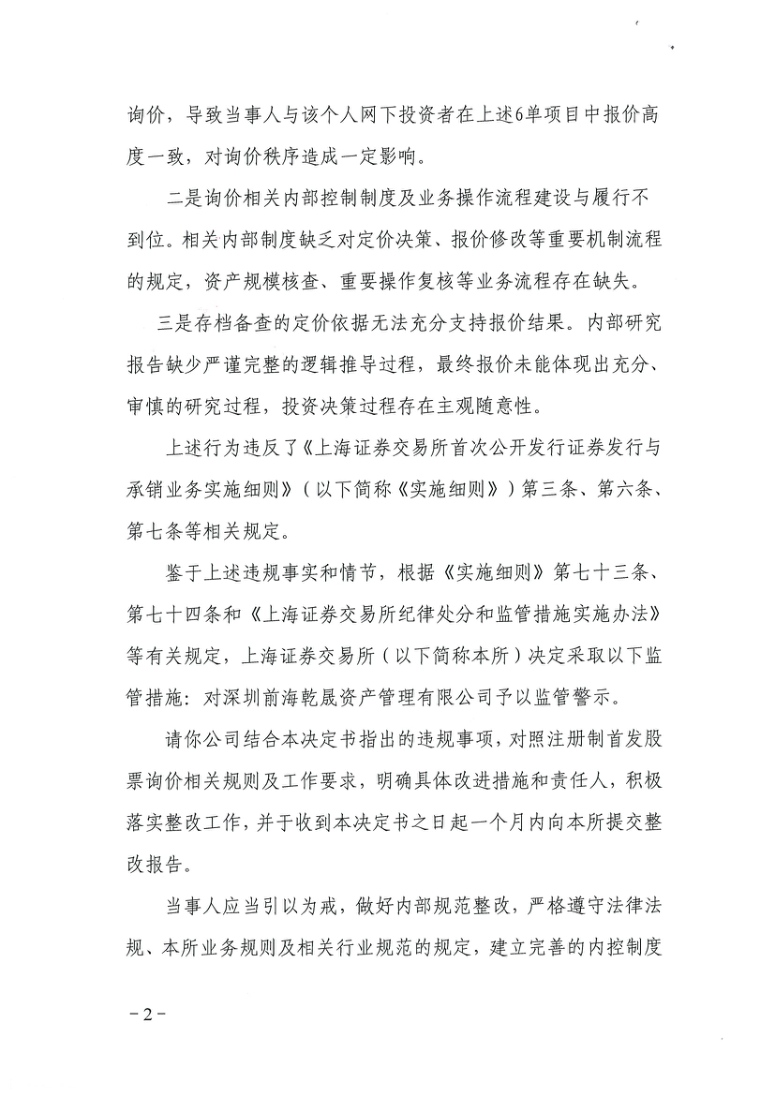 询价，导致当事人与该个人网下投资者在上述6单项目中报价高
度一致，对询价秩序造成一定影响。
二是询价相关内部控制制度及业务操作流程建设与履行不
到位。相关内部制度缺乏对定价决策、报价修改等重要机制流程
的规定，资产规模核查、重要操作复核等业务流程存在缺失。
三是存档备查的定价依据无法充分支持报价结果。内部研究
报告缺少严谨完整的逻辑推导过程，最终报价未能体现出充分、
审慎的研究过程，投资决策过程存在主观随意性。
上述行为违反了《上海证券交易所首次公开发行证券发行与
承销业务实施细则》（以下简称《实施细则》）第三条、第六条、
第七条等相关规定。
鉴于上述违规事实和情节，根据《实施细则》第七十三条、
第七十四条和《上海证券交易所纪律处分和监管措施实施办法》
等有关规定，上海证券交易所（以下简称本所）决定采取以下监
管措施：对深圳前海乾晟资产管理有限公司予以监管警示。
请你公司结合本决定书指出的违规事项，对照注册制首发股
票询价相关规则及工作要求，明确具体改进措施和责任人，积极
落实整改工作，并于收到本决定书之日起一个月内向本所提交整
改报告。
当事人应当引以为戒，做好内部规范整改，严格遵守法律法
规、本所业务规则及相关行业规范的规定，建立完善的内控制度
－2－